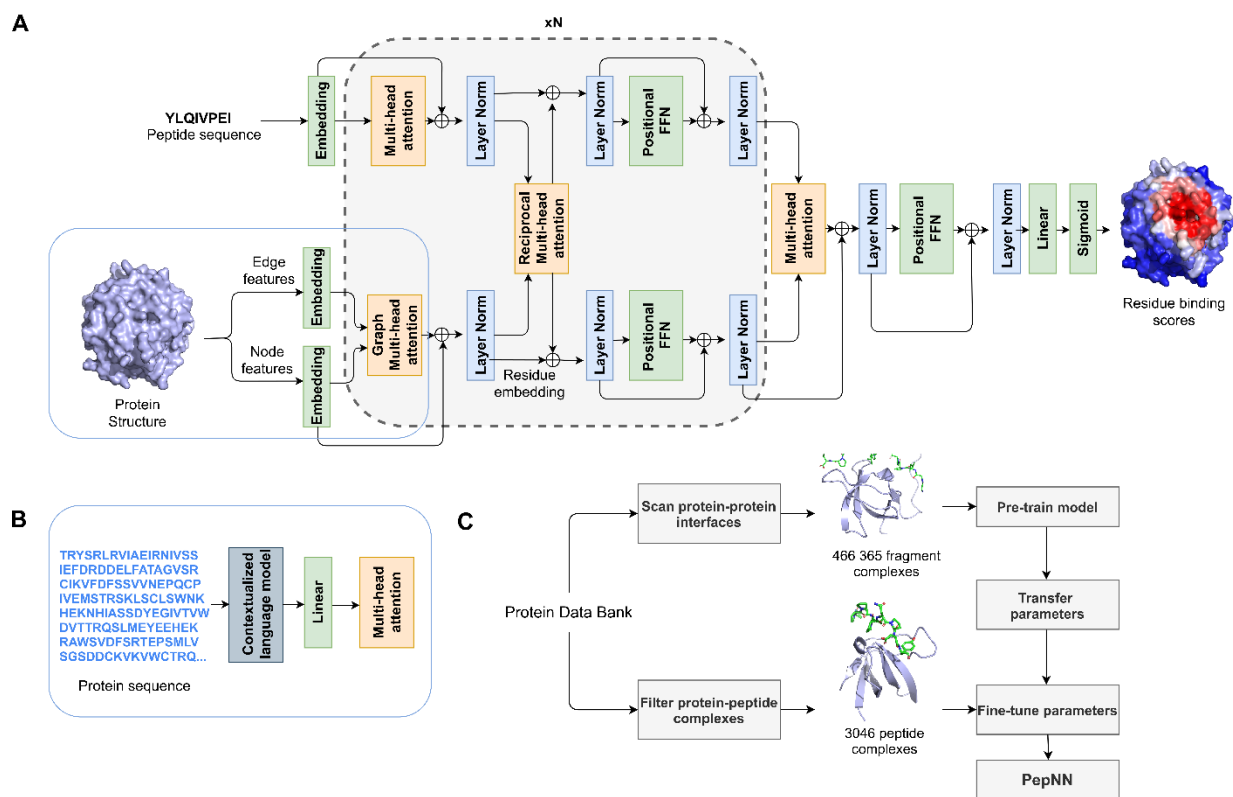 A
xN
YLQIVPEI
Peptide sequence
Embedding
Multi-head
attention
Layer Norm
Layer Norm
Positional
FFN
Layer Norm
Reciprocal
Multi-head
attention
Multi-head
attention
Layer Norm
Positional
FFN
Layer Norm
Linear
Sigmoid
Residue binding
scores
Edge
features
Embedding
Node
features
Embedding
Graph
Multi-head
attention
Layer Norm
Residue
embedding
Layer Norm
Positional
FFN
Layer Norm
Protein
Structure
B
TRYSRLRVIAEIRNIVSS
IEFDRDDELFATAGVSR
CIKVFDFSSVVNEPQCP
IVEMSTRSKLSCLSWNK
HEKNHIASSDYEGIVTVW
DVTTRQSLMEYEEHEK
RAWSVDFSRTEPSMLV
SGSDDCKVKVWCTRQ...
Protein sequence
Contextualized
language model
Linear
Multi-head
attention
C
Protein Data Bank
Scan protein-protein
interfaces
466 365 fragment
complexes
Pre-train model
Transfer
parameters
Filter protein-peptide
complexes
3046 peptide
complexes
Fine-tune parameters
PepNN